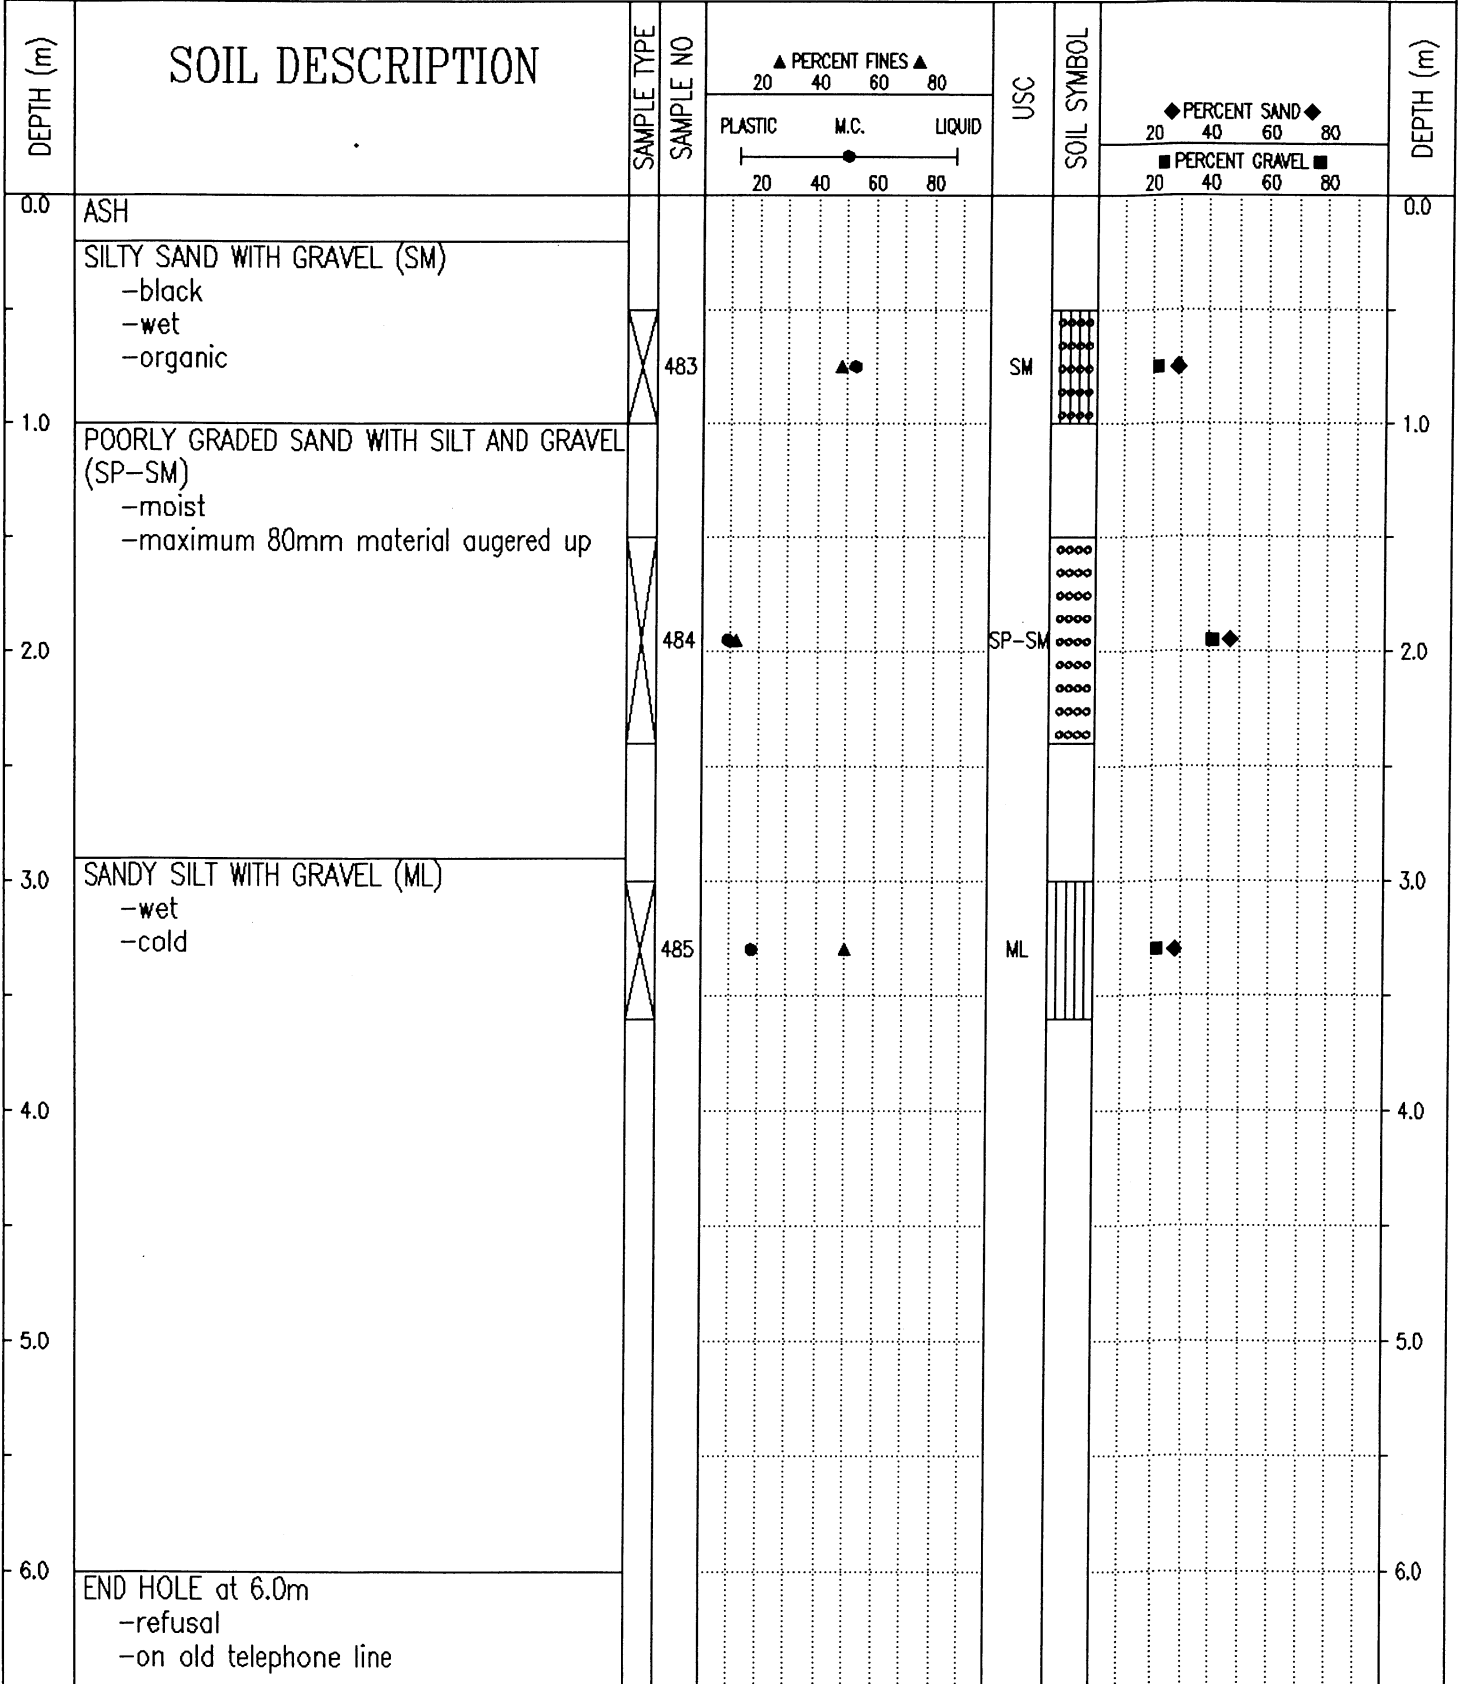 DEPTH (m)
SOIL DESCRIPTION
SAMPLE TYPE
SAMPLE NO
▲ PERCENT FINES ▲
20 40 60 80
PLASTIC M.C. LIQUID
20 40 60 80
USC
SOIL SYMBOL
◆ PERCENT SAND ◆
20 40 60 80
■ PERCENT GRAVEL ■
20 40 60 80
DEPTH (m)
0.0 0.0
ASH
SILTY SAND WITH GRAVEL (SM)
-black
-wet
-organic
483 SM
1.0 1.0
POORLY GRADED SAND WITH SILT AND GRAVEL
(SP-SM)
-moist
-maximum 80mm material augered up
484 SP-SM
2.0 2.0
3.0 SANDY SILT WITH GRAVEL (ML) 3.0
-wet
-cold
485 ML
4.0 4.0
5.0 5.0
6.0 6.0
END HOLE at 6.0m
-refusal
-on old telephone line